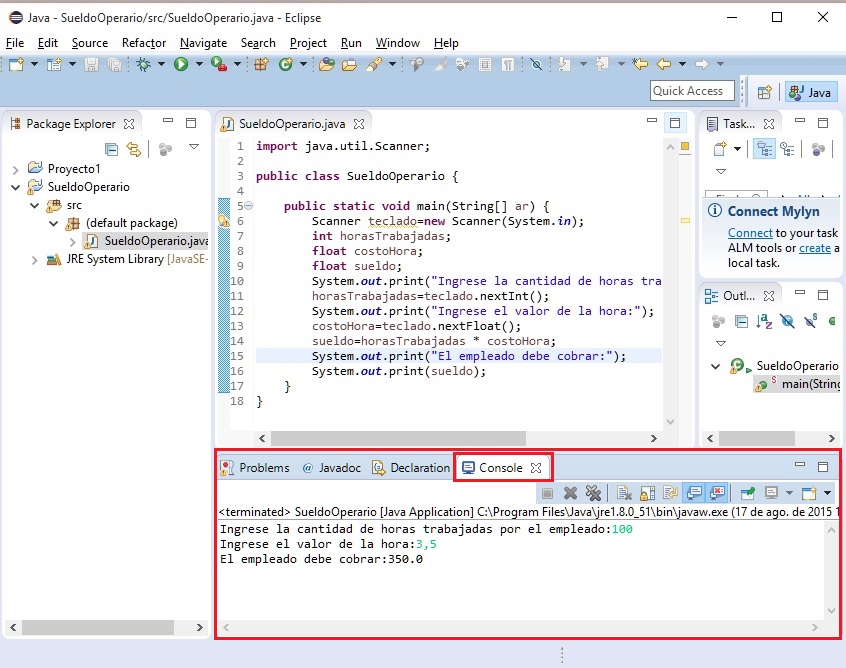 Java - SueldoOperario/src/SueldoOperario.java - Eclipse
File Edit Source Refactor Navigate Search Project Run Window Help
Quick Access
Java
Package Explorer
Proyecto1
SueldoOperario
src
(default package)
SueldoOperario.java
JRE System Library [JavaSE-
SueldoOperario.java
1 import java.util.Scanner;
2
3 public class SueldoOperario {
4
5 public static void main(String[] ar) {
6 Scanner teclado=new Scanner(System.in);
7 int horasTrabajadas;
8 float costoHora;
9 float sueldo;
10 System.out.print("Ingrese la cantidad de horas tra
11 horasTrabajadas=teclado.nextInt();
12 System.out.print("Ingrese el valor de la hora:");
13 costoHora=teclado.nextFloat();
14 sueldo=horasTrabajadas * costoHora;
15 System.out.print("El empleado debe cobrar:");
16 System.out.print(sueldo);
17 }
18 }
Task...
Connect Mylyn
Connect to your task
ALM tools or create a
local task.
Outl...
SueldoOperario
main(String
Problems @ Javadoc Declaration Console
<terminated> SueldoOperario [Java Application] C:\Program Files\Java\jre1.8.0_51\bin\javaw.exe (17 de ago. de 2015 1
Ingrese la cantidad de horas trabajadas por el empleado:100
Ingrese el valor de la hora:3,5
El empleado debe cobrar:350.0